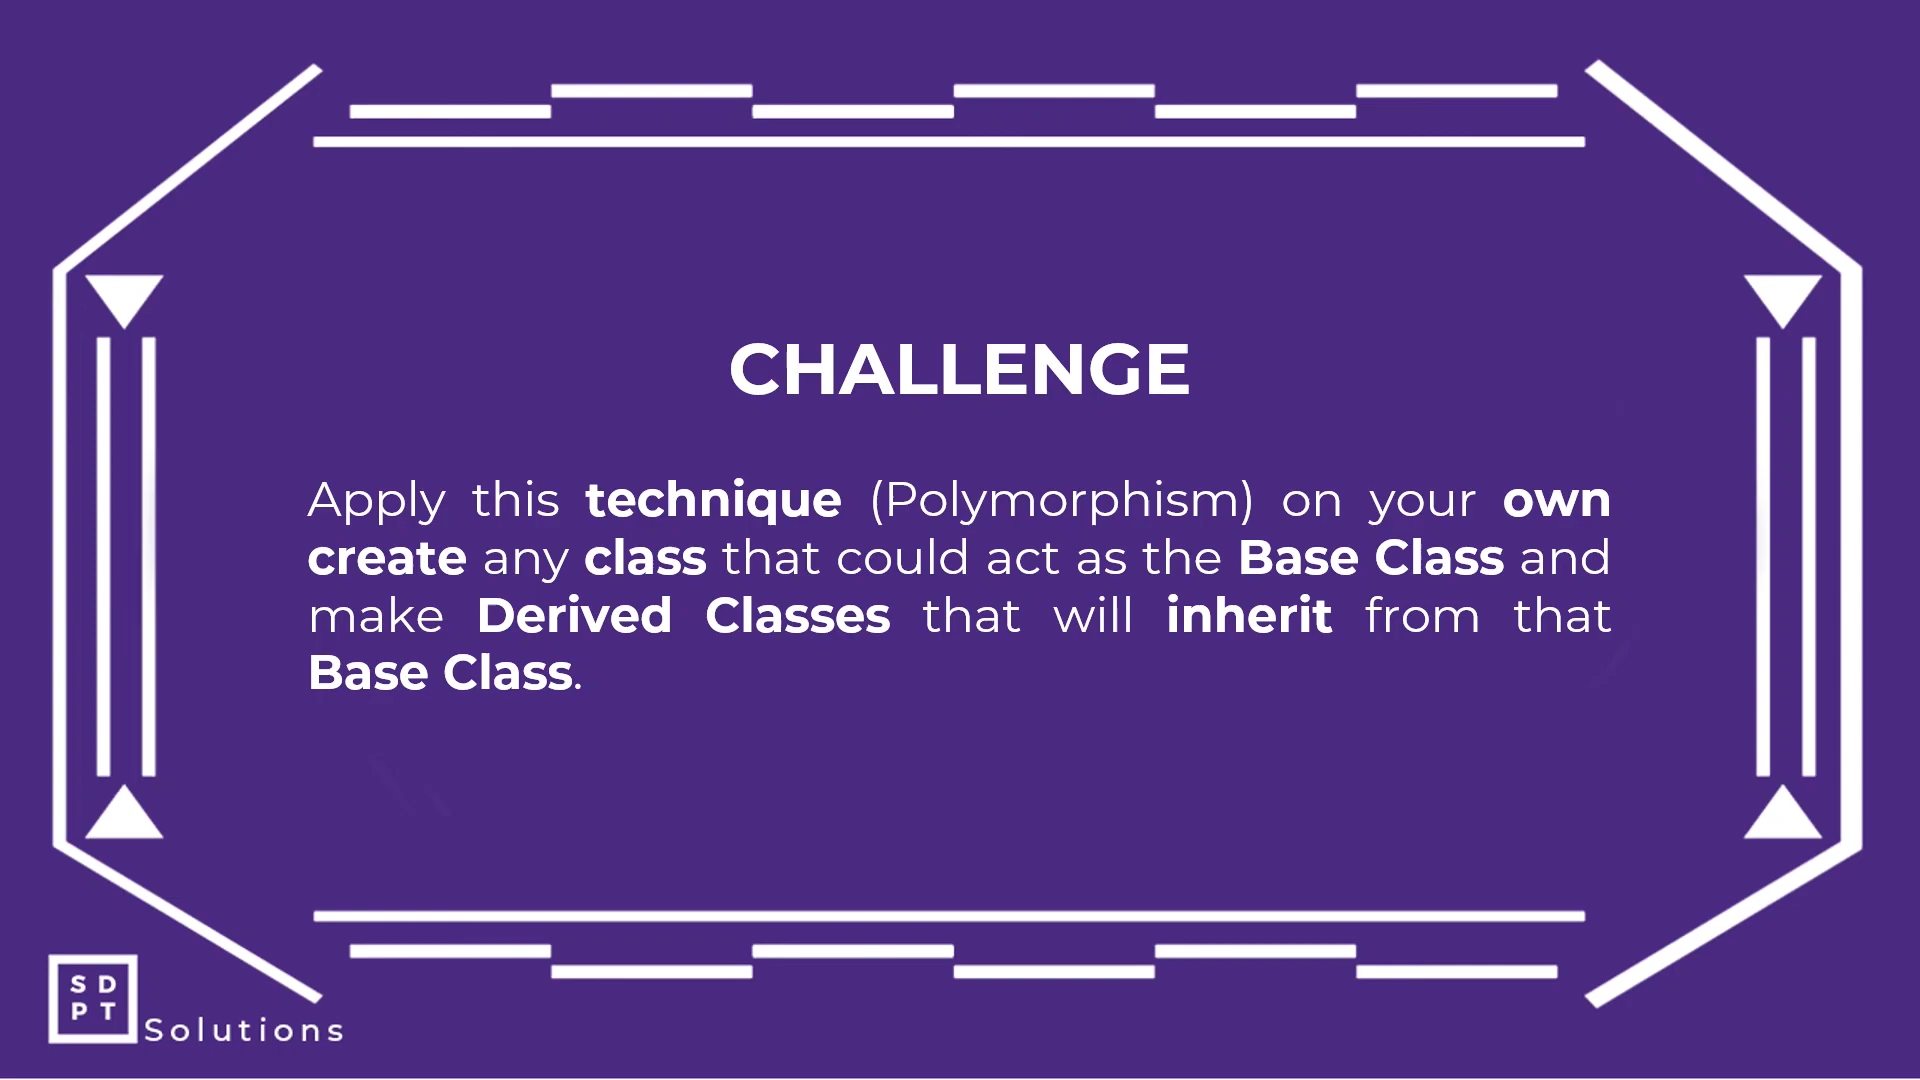 CHALLENGE
Apply this technique (Polymorphism) on your own
create any class that could act as the Base Class and
make Derived Classes that will inherit from that
Base Class.
S D
P T
Solutions